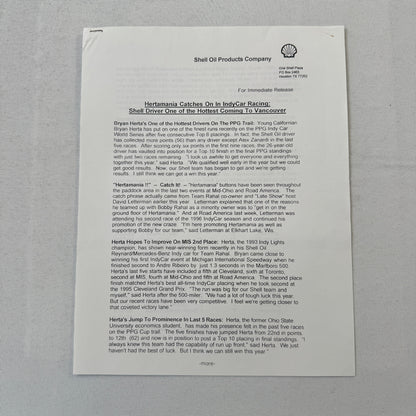 Shell Oil Products Company
One Shell Plaza
PO Box 2463
Houston TX 77252
For Immediate Release
Hertamania Catches On In IndyCar Racing:
Shell Driver One of the Hottest Coming To Vancouver
Bryan Herta's One of the Hottest Drivers On The PPG Trail: Young Californian
Bryan Herta has put on one of the finest runs recently on the PPG Indy Car
World Series after five consecutive Top 8 placings. In fact, the Shell Oil driver
has collected more points (56) than any driver except Alex Zanardi in the last
five races. After scoring only six points in the first nine races, the 26-year old
driver has vaulted into position for a Top 10 finish in the final PPG standings
with just two races remaining. "I took us awhile to get everyone and everything
together this year," said Herta. "We qualified well early in the year but we could
get good results. Now, our Shell team has begun to gel and we're getting
results. I still think we can get a win this year."
"Hertamania !!" – Catch It! – "Hertamania" buttons have been seen throughout
the paddock area in the last two events at Mid-Ohio and Road America. The
catch phrase actually came from Team Rahal co-owner and "Late Show" host
David Letterman earlier this year. Letterman explained that one of the reasons
he teamed up with Bobby Rahal as a minority owner was to "get in on the
ground floor of Hertamania." And at Road America last week, Letterman was
attending his second race of the 1996 IndyCar season and continued his
promotion of the new craze. "I'm here promoting Hertamania as well as
supporting Bobby for our team," said Letterman at Elkhart Lake, Wis.
Herta Hopes To Improve On MIS 2nd Place: Herta, the 1993 Indy Lights
champion, has shown near-winning form recently in his Shell Oil
Reynard/Mercedes-Benz Indy car for Team Rahal. Bryan came close to
winning his first IndyCar event at Michigan International Speedway when he
finished second to Andre Ribeiro by just 1.3 seconds in the Marlboro 500.
Herta's last five starts have included a fifth at Cleveland, sixth at Toronto,
second at MIS, fourth at Mid-Ohio and sixth at Road America. The second place
finish matched Herta's best all-time IndyCar placing when he took second at
the 1995 Cleveland Grand Prix. "The run was big for our Shell team and
myself," said Herta after the 500-miler. "We had a lot of tough luck this year.
But our recent races have been very competitive. I feel we're getting closer to
that coveted victory lane."
Herta's Jump To Prominence In Last 5 Races: Herta, the former Ohio State
University economics student, has made his presence felt in the past five races
on the PPG Cup trail. The five finishes have jumped Herta from 22nd in points
to 12th (62) and now is in position to post a Top 10 placing in final standings. "I
always knew this team had the capability of run up front," said Herta. "We just
haven't had the best of luck. But I think we can still win this year."
-more-